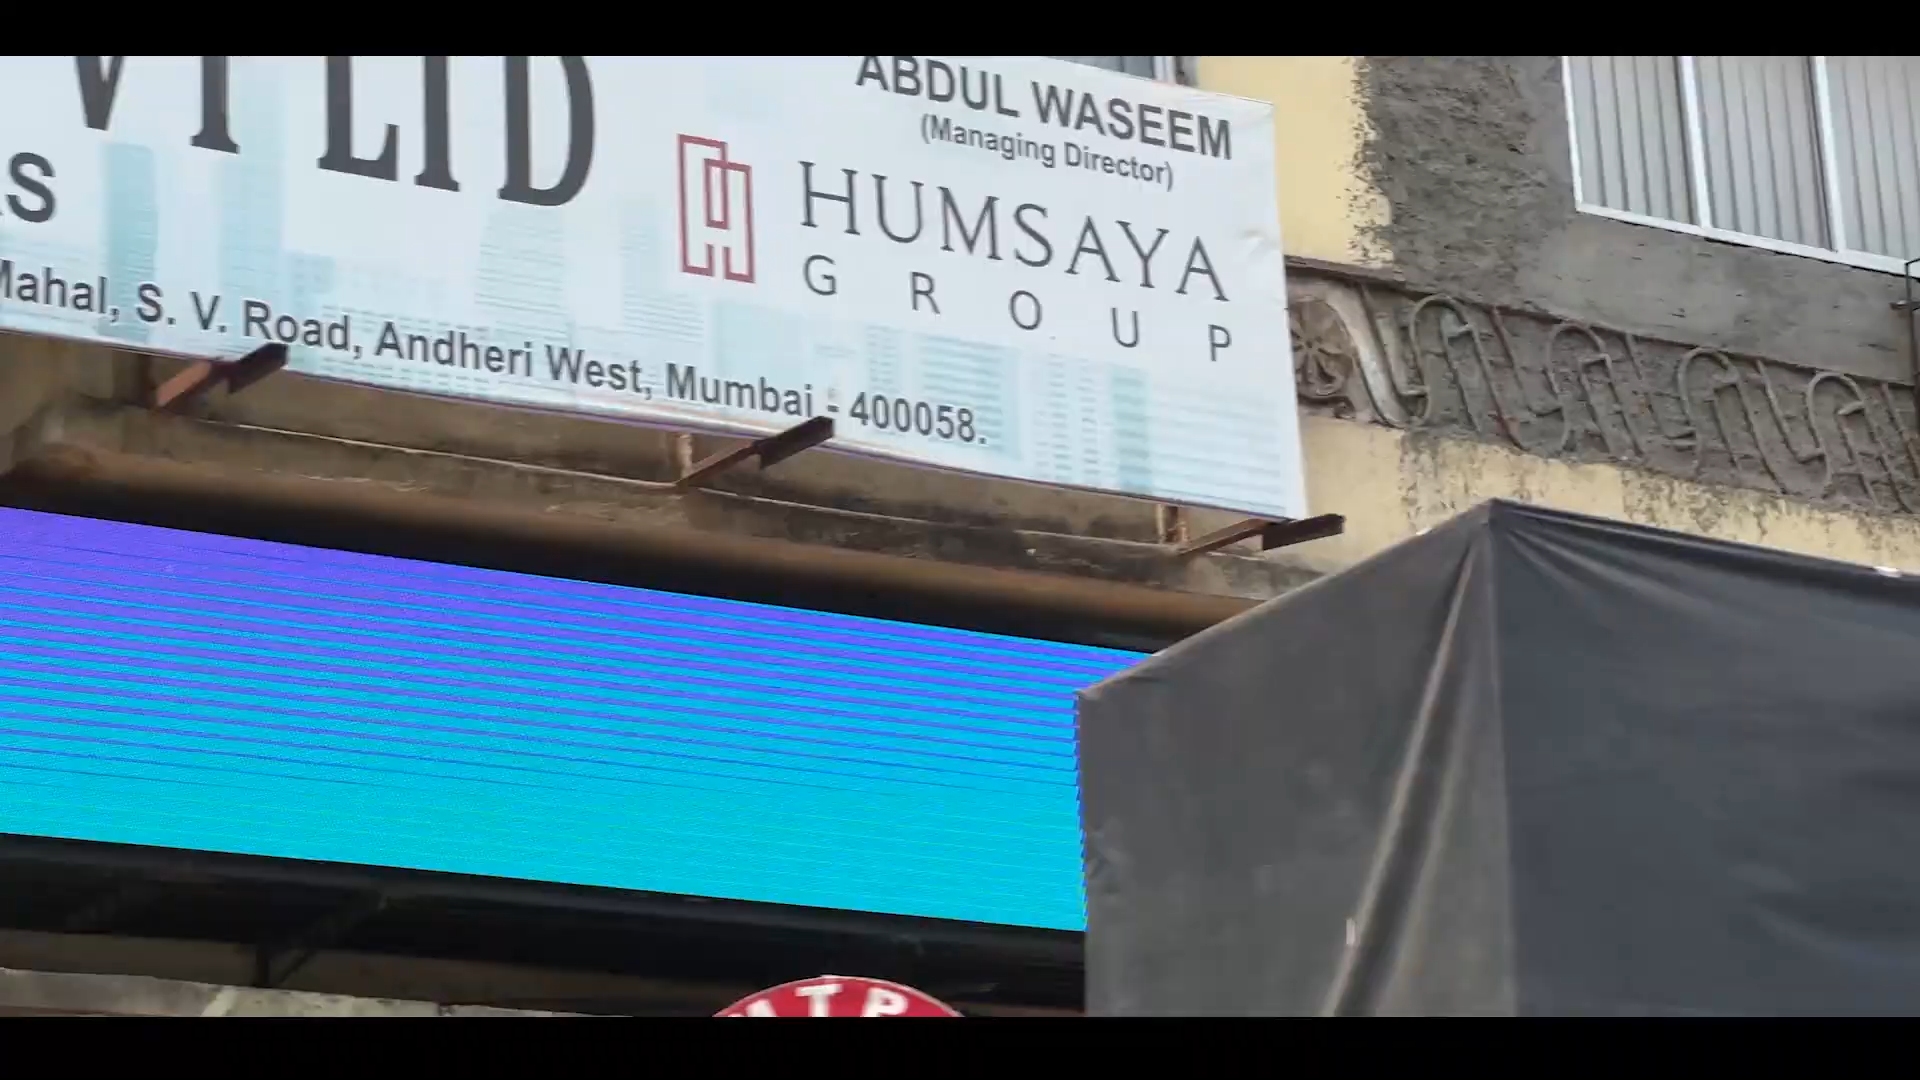 ABDUL WASEEM
(Managing Director)
VT LTD
HUMSAYA
GROUP
Mahal, S. V. Road, Andheri West, Mumbai - 400058.